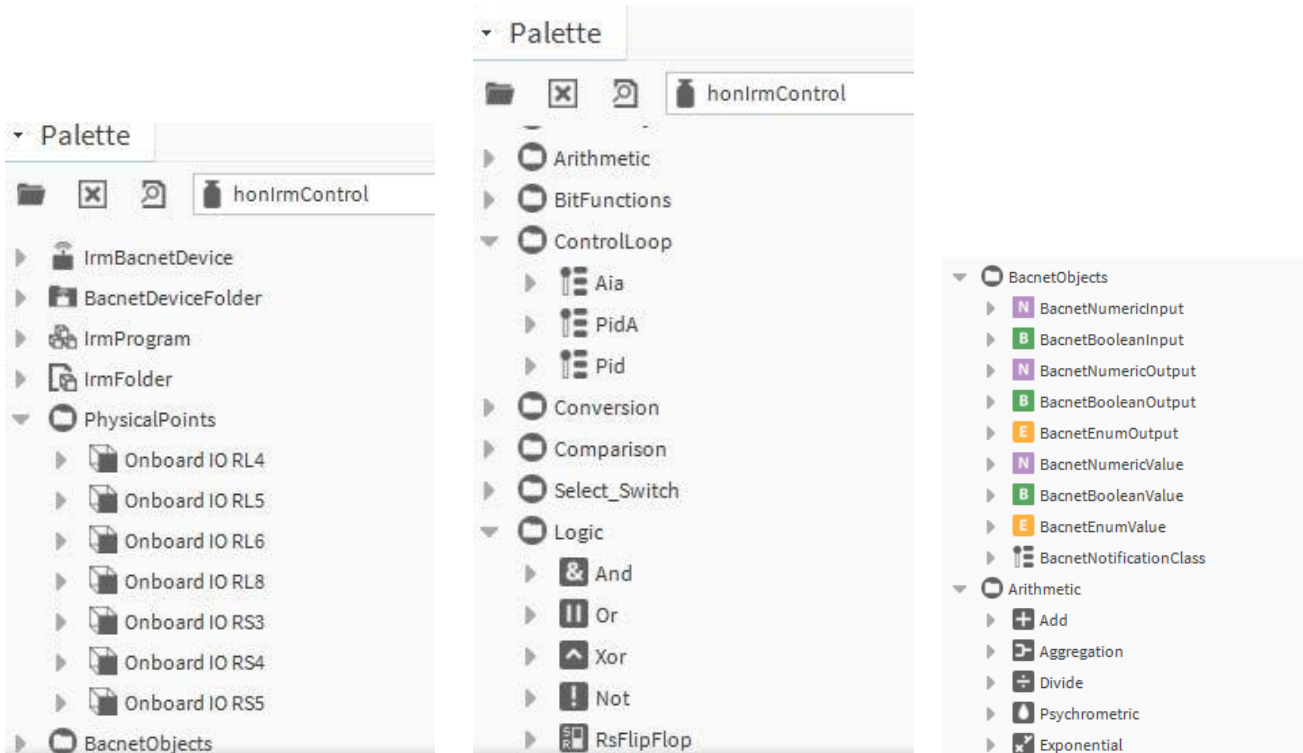 Palette
honIrmControl
IrmBacnetDevice
BacnetDeviceFolder
IrmProgram
IrmFolder
PhysicalPoints
Onboard IO RL4
Onboard IO RL5
Onboard IO RL6
Onboard IO RL8
Onboard IO RS3
Onboard IO RS4
Onboard IO RS5
BacnetObjects
Palette
honIrmControl
Arithmetic
BitFunctions
ControlLoop
Aia
PidA
Pid
Conversion
Comparison
Select_Switch
Logic
& And
Or
Xor
! Not
S R RsFlipFlop
BacnetObjects
N BacnetNumericInput
B BacnetBooleanInput
N BacnetNumericOutput
B BacnetBooleanOutput
E BacnetEnumOutput
N BacnetNumericValue
B BacnetBooleanValue
E BacnetEnumValue
BacnetNotificationClass
Arithmetic
+ Add
Aggregation
÷ Divide
Psychrometric
Exponential